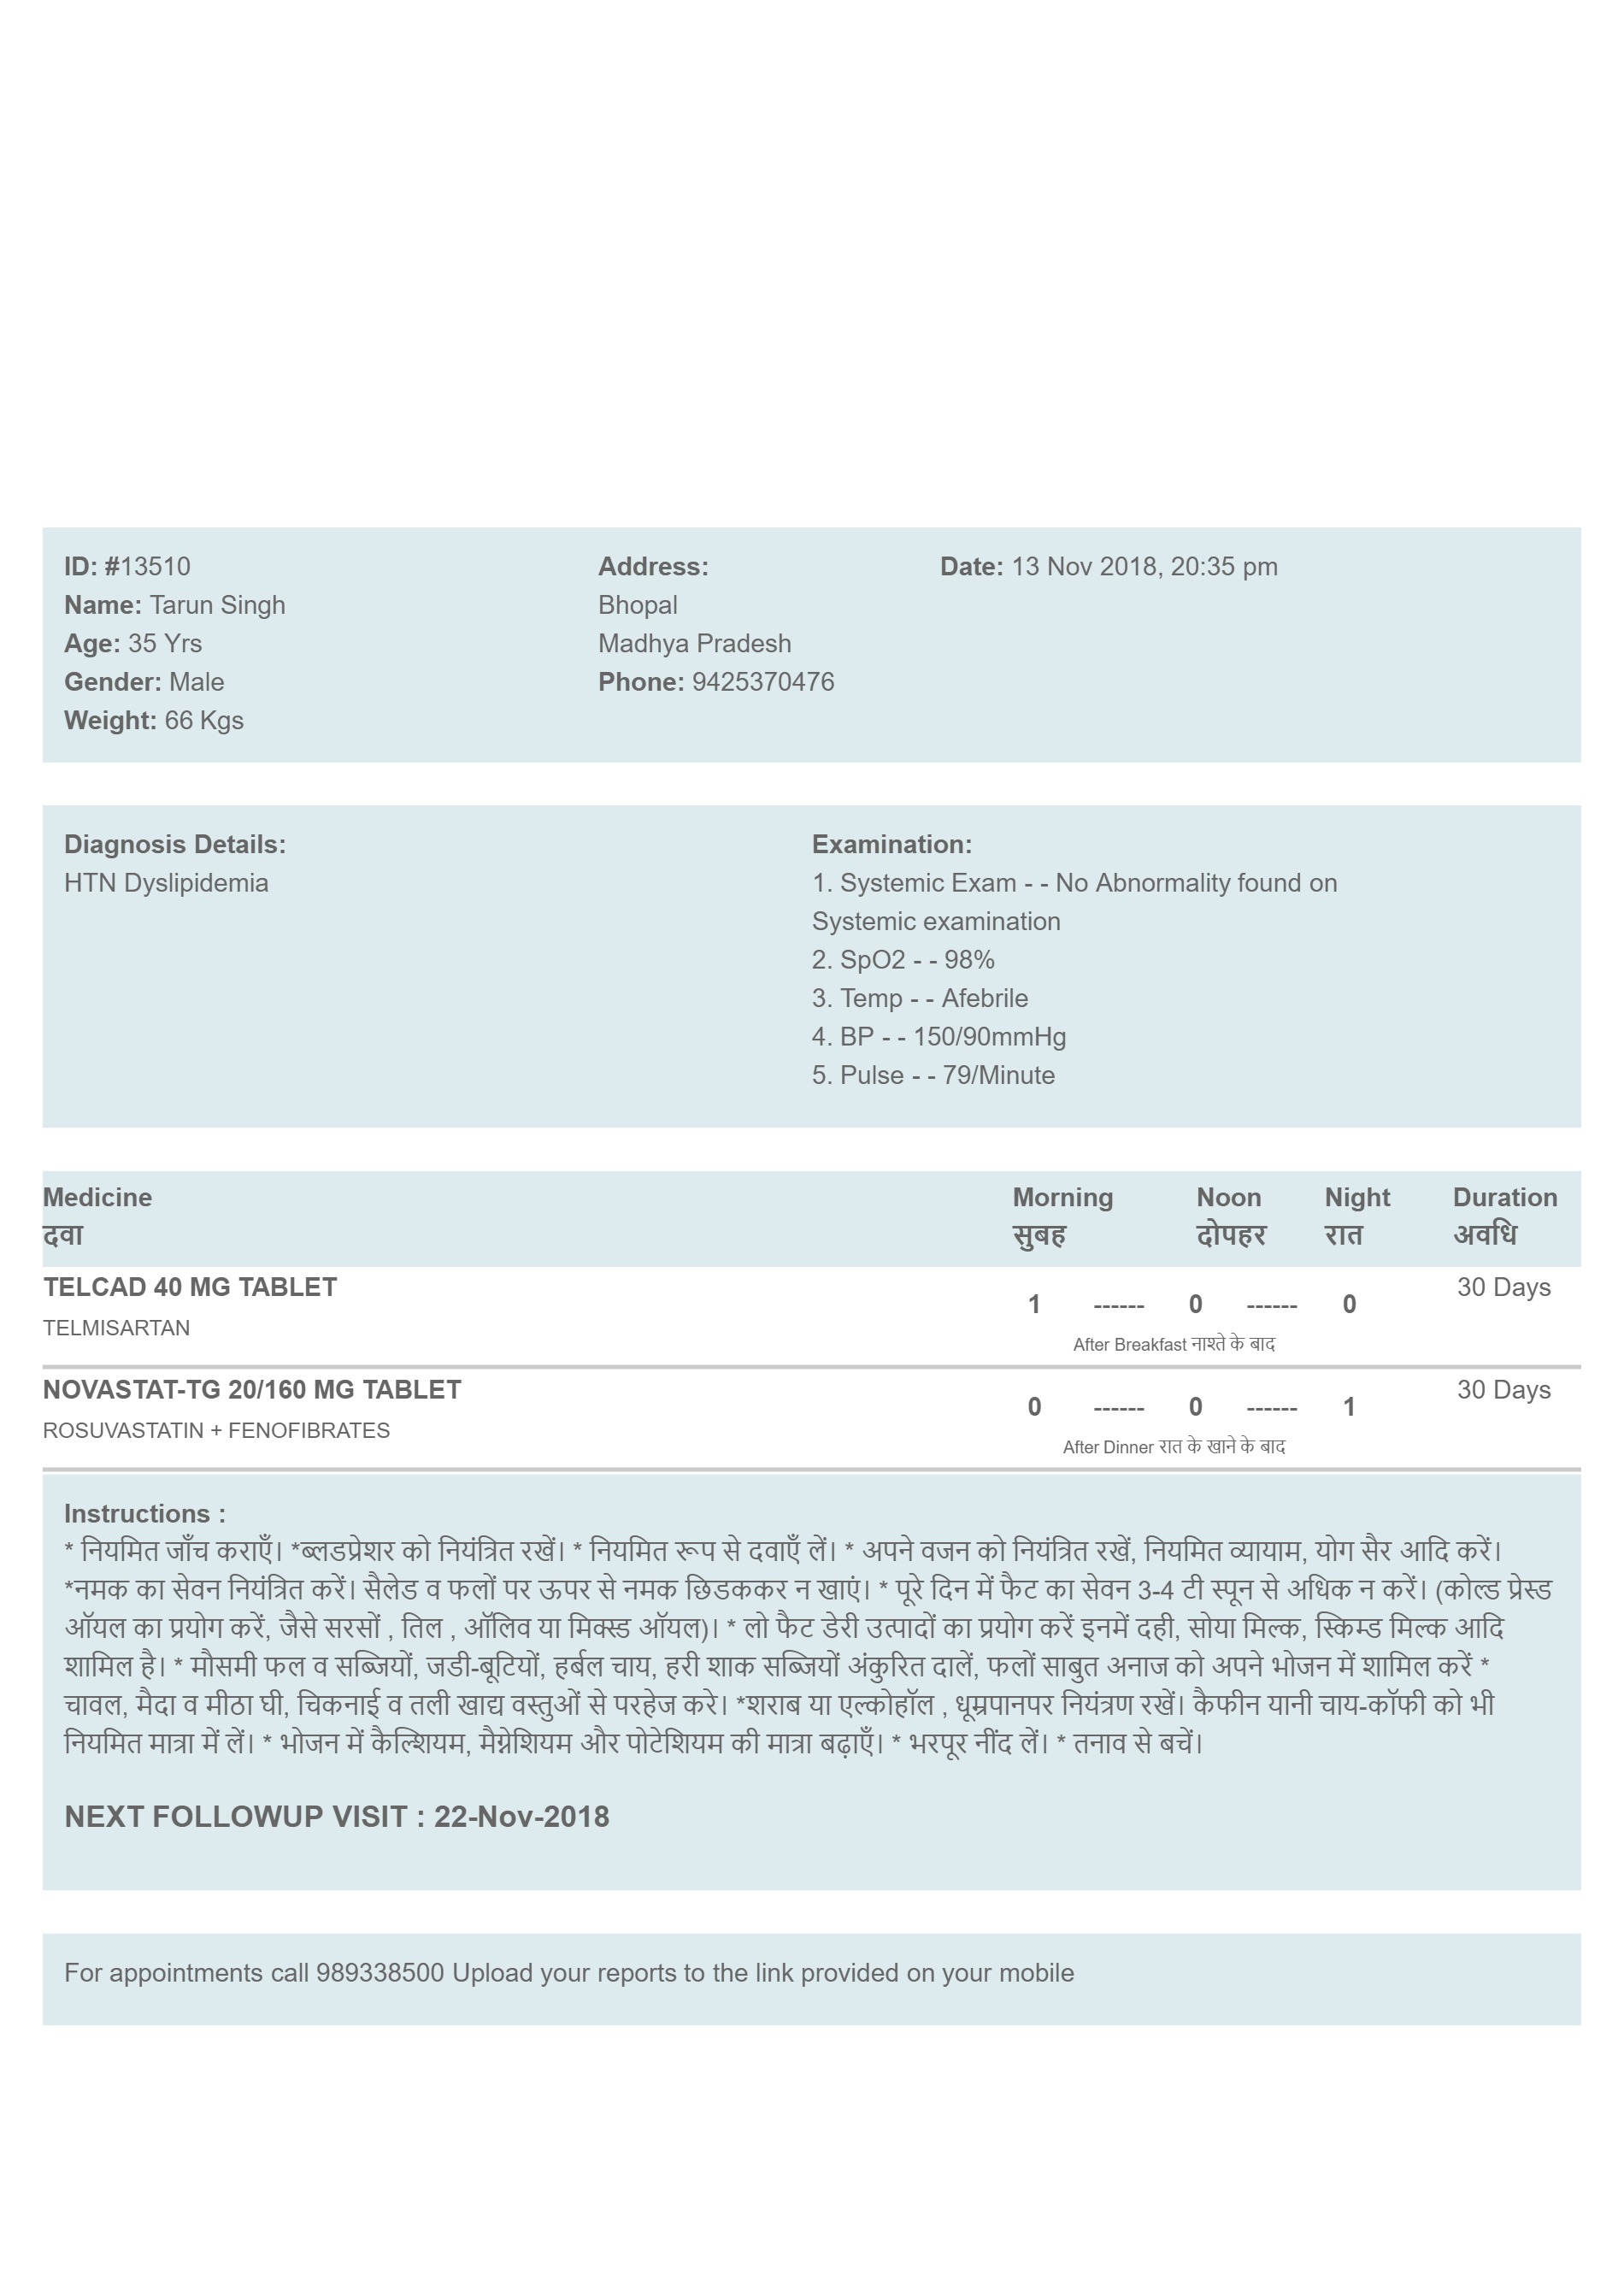 ID: #13510 Address: Date: 13 Nov 2018, 20:35 pm
Name: Tarun Singh Bhopal
Age: 35 Yrs Madhya Pradesh
Gender: Male Phone: 9425370476
Weight: 66 Kgs
Diagnosis Details:
HTN Dyslipidemia
Examination:
1. Systemic Exam - - No Abnormality found on
Systemic examination
2. SpO2 - - 98%
3. Temp - - Afebrile
4. BP - - 150/90mmHg
5. Pulse - - 79/Minute
Medicine Morning Noon Night Duration
दवा सुबह दोपहर रात अवधि
TELCAD 40 MG TABLET 30 Days
1 ------ 0 ------ 0
TELMISARTAN
After Breakfast नाश्ते के बाद
NOVASTAT-TG 20/160 MG TABLET 30 Days
0 ------ 0 ------ 1
ROSUVASTATIN + FENOFIBRATES
After Dinner रात के खाने के बाद
Instructions :
* नियमित जाँच कराएँ। *ब्लडप्रेशर को नियंत्रित रखें। * नियमित रूप से दवाएँ लें। * अपने वजन को नियंत्रित रखें, नियमित व्यायाम, योग सैर आदि करें।
*नमक का सेवन नियंत्रित करें। सैलेड व फलों पर ऊपर से नमक छिडककर न खाएं। * पूरे दिन में फैट का सेवन 3-4 टी स्पून से अधिक न करें। (कोल्ड प्रेस्ड
ऑयल का प्रयोग करें, जैसे सरसों , तिल , ऑलिव या मिक्स्ड ऑयल)। * लो फैट डेरी उत्पादों का प्रयोग करें इनमें दही, सोया मिल्क, स्किम्ड मिल्क आदि
शामिल है। * मौसमी फल व सब्जियों, जडी-बूटियों, हर्बल चाय, हरी शाक सब्जियों अंकुरित दालें, फलों साबुत अनाज को अपने भोजन में शामिल करें *
चावल, मैदा व मीठा घी, चिकनाई व तली खाद्य वस्तुओं से परहेज करे। *शराब या एल्कोहॉल , धूम्रपानपर नियंत्रण रखें। कैफीन यानी चाय-कॉफी को भी
नियमित मात्रा में लें। * भोजन में कैल्शियम, मैग्नेशियम और पोटेशियम की मात्रा बढ़ाएँ। * भरपूर नींद लें। * तनाव से बचें।
NEXT FOLLOWUP VISIT : 22-Nov-2018
For appointments call 989338500 Upload your reports to the link provided on your mobile